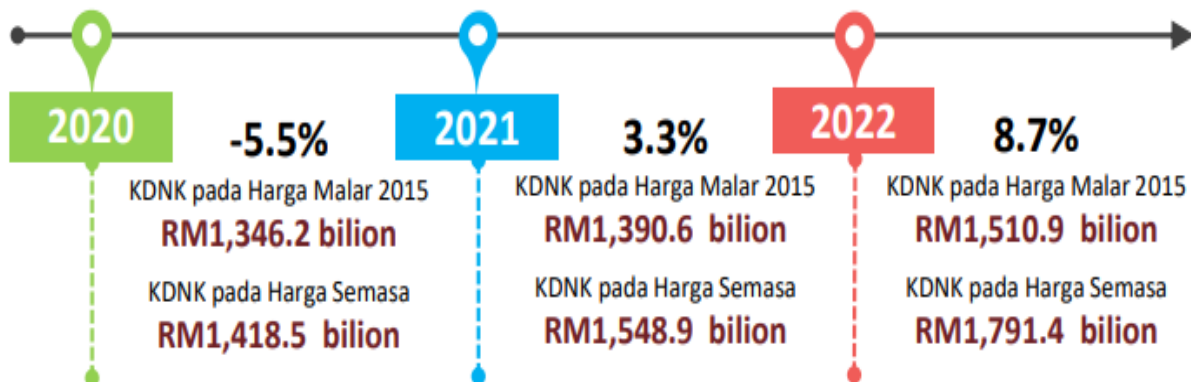 2020
-5.5%
KDNK pada Harga Malar 2015
RM1,346.2 bilion
KDNK pada Harga Semasa
RM1,418.5 bilion
2021
3.3%
KDNK pada Harga Malar 2015
RM1,390.6 bilion
KDNK pada Harga Semasa
RM1,548.9 bilion
2022
8.7%
KDNK pada Harga Malar 2015
RM1,510.9 bilion
KDNK pada Harga Semasa
RM1,791.4 bilion